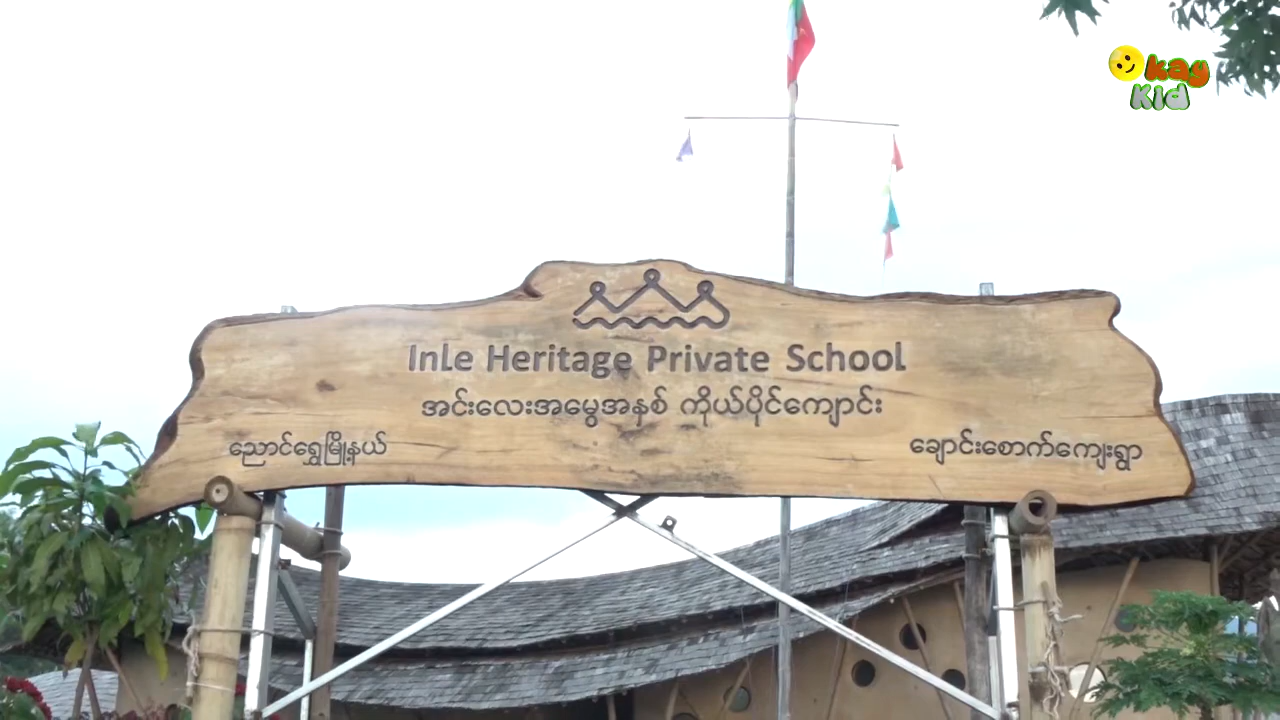 Okay
Kid
Inle Heritage Private School
အင်းလေးအမွေအနှစ် ကိုယ်ပိုင်ကျောင်း
ညောင်ရွှေမြို့နယ်
ချောင်းစောက်ကျေးရွာ